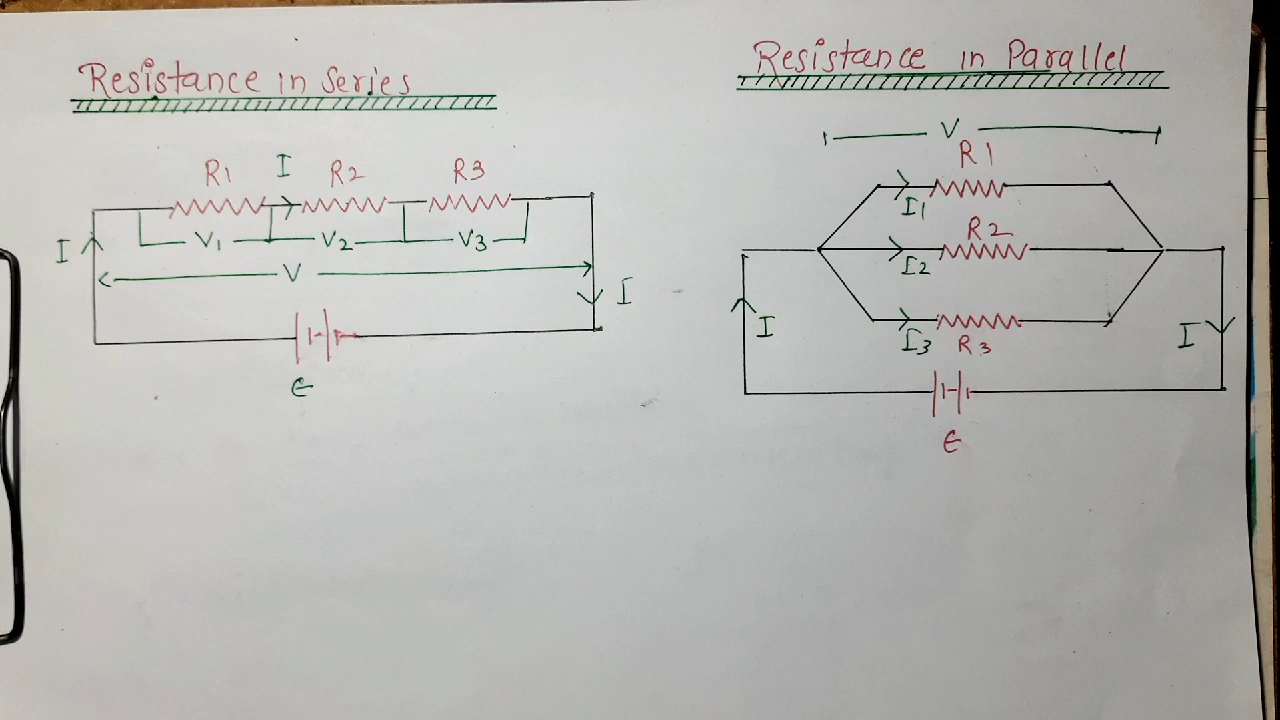 Resistance in Series
R1 I R2 R3
I
V1 V2 V3
V
I
E
Resistance in Parallel
V
R1
I1
R2
I2
I
I3 R3
I
E